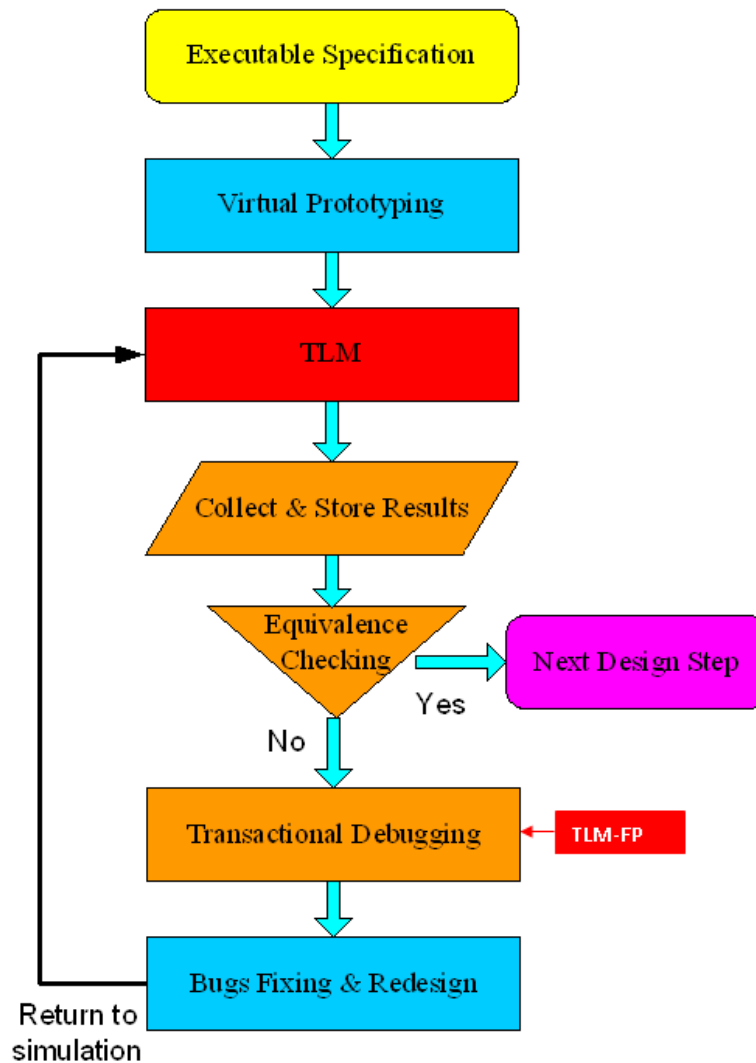 Executable Specification
Virtual Prototyping
TLM
Collect & Store Results
Equivalence
Checking
Next Design Step
Yes
No
Transactional Debugging
TLM-FP
Bugs Fixing & Redesign
Return to
simulation